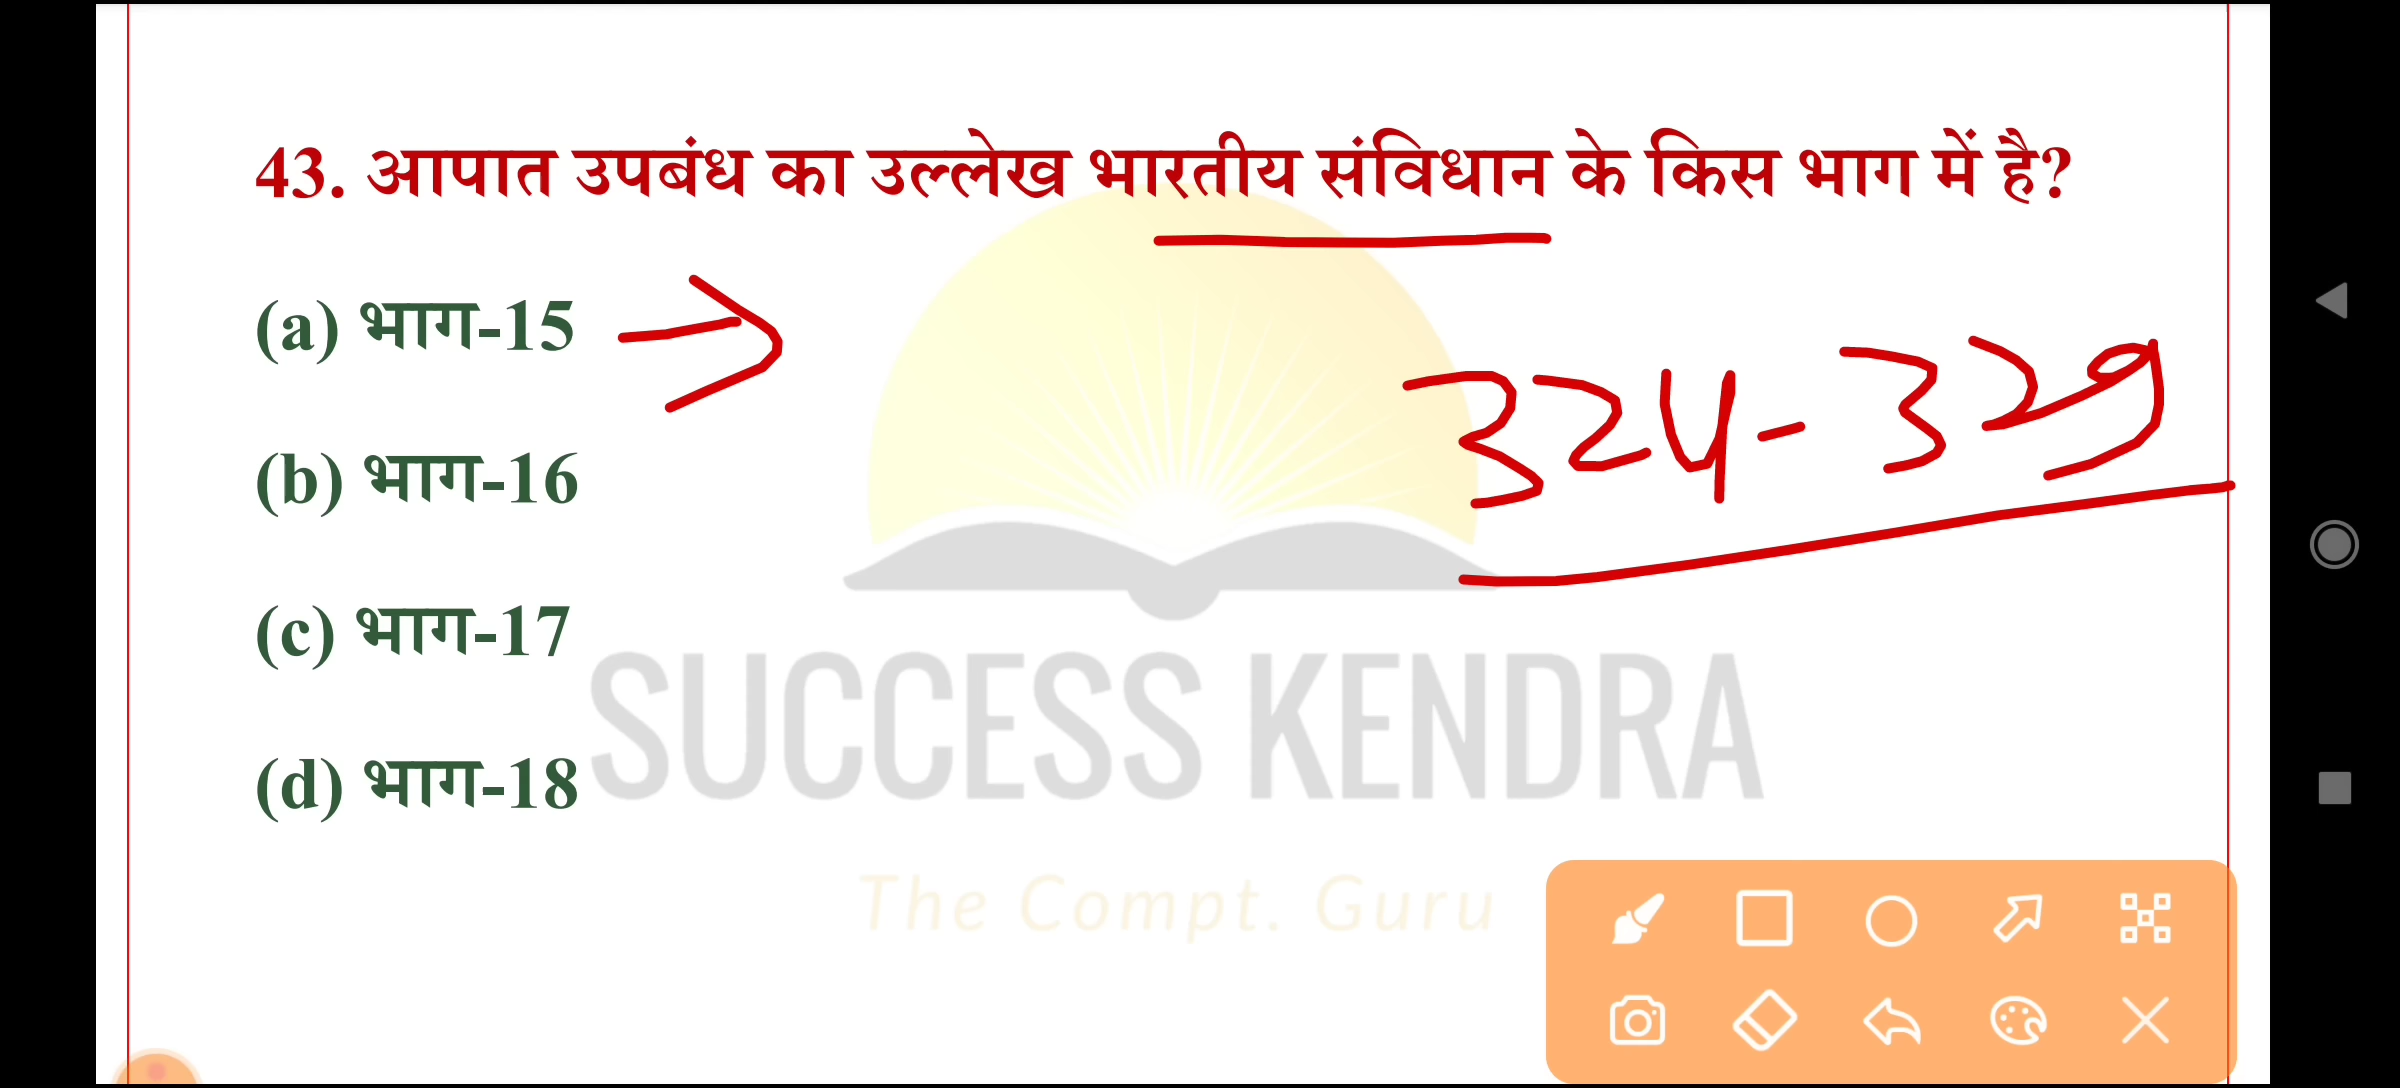 43. आपात उपबंध का उल्लेख भारतीय संविधान के किस भाग में है?
(a) भाग-15
324-329
(b) भाग-16
(c) भाग-17
(d) भाग-18
SUCCESS KENDRA
The Compt. Guru